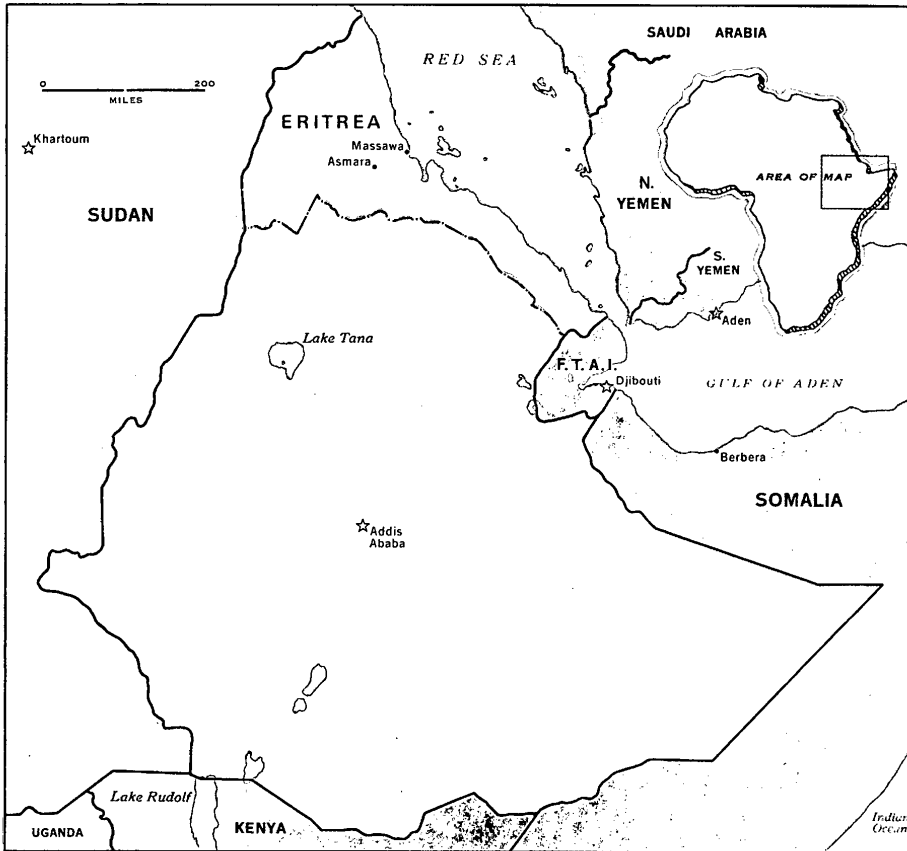 SAUDI ARABIA
RED SEA
0 200
MILES
ERITREA
Khartoum
Massawa
Asmara
AREA OF MAP
N.
YEMEN
SUDAN
S.
YEMEN
Aden
Lake Tana
F. T. A. I.
Djibouti
GULF OF ADEN
Berbera
SOMALIA
Addis
Ababa
Lake Rudolf
UGANDA
KENYA
Indian
Ocean